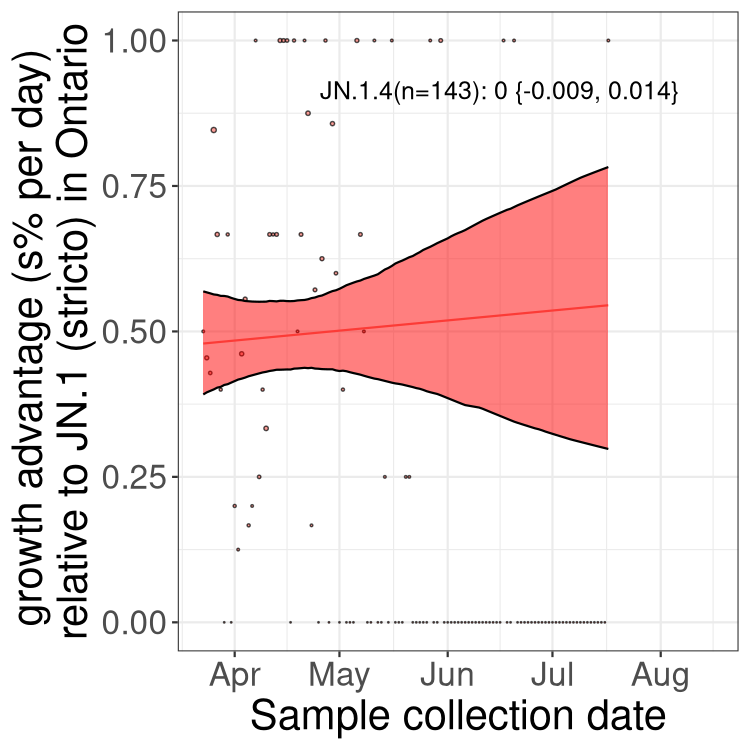 growth advantage (s% per day)
relative to JN.1 (stricto) in Ontario
1.00
0.75
0.50
0.25
0.00
JN.1.4(n=143): 0 {-0.009, 0.014}
Apr May Jun Jul Aug
Sample collection date